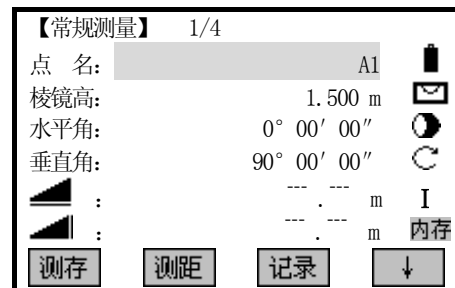 【常规测量】 1/4
点 名: A1
棱镜高: 1.500 m
水平角: 0° 00′ 00″
垂直角: 90° 00′ 00″
: ---.--- m I
: ---.--- m 内存
测存 测距 记录 ↓